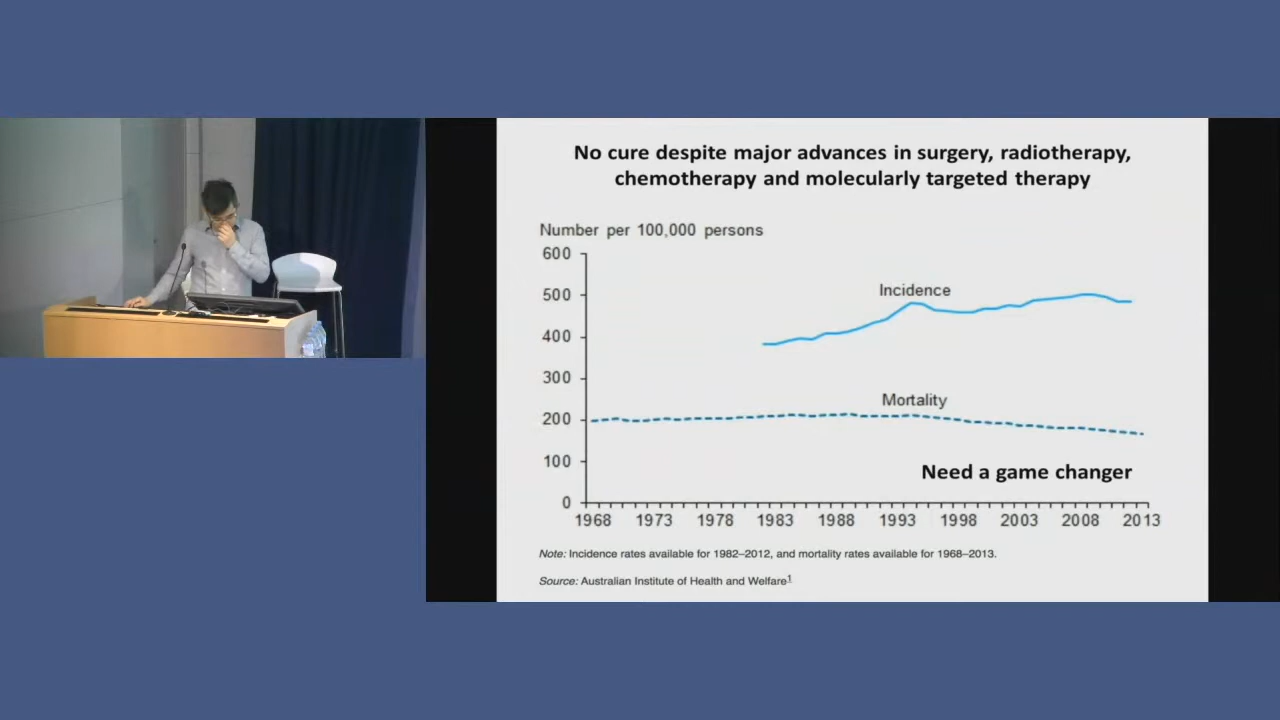 No cure despite major advances in surgery, radiotherapy,
chemotherapy and molecularly targeted therapy
Number per 100,000 persons
600
500
400
300
200
100
0
Incidence
Mortality
Need a game changer
1968 1973 1978 1983 1988 1993 1998 2003 2008 2013
Note: Incidence rates available for 1982–2012, and mortality rates available for 1968–2013.
Source: Australian Institute of Health and Welfare1